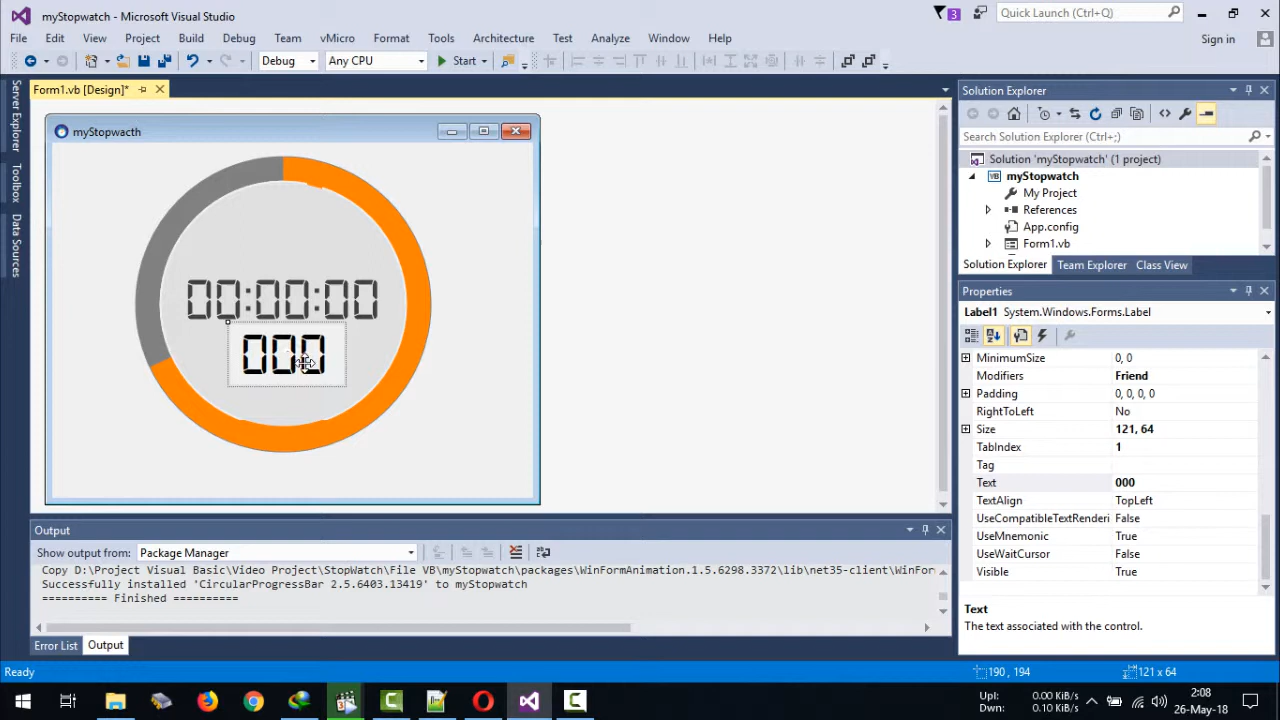 myStopwatch - Microsoft Visual Studio
3
Quick Launch (Ctrl+Q)
File Edit View Project Build Debug Team vMicro Format Tools Architecture Test Analyze Window Help
Sign in
Debug Any CPU Start
Server Explorer
Toolbox
Data Sources
Form1.vb [Design]*
myStopwacth
00:00:00
000
Solution Explorer
Search Solution Explorer (Ctrl+;)
Solution 'myStopwatch' (1 project)
VB myStopwatch
My Project
References
App.config
Form1.vb
Solution Explorer Team Explorer Class View
Properties
Label1 System.Windows.Forms.Label
MinimumSize 0, 0
Modifiers Friend
Padding 0, 0, 0, 0
RightToLeft No
Size 121, 64
TabIndex 1
Tag
Text 000
TextAlign TopLeft
UseCompatibleTextRenderi False
UseMnemonic True
UseWaitCursor False
Visible True
Text
The text associated with the control.
Output
Show output from: Package Manager
Copy D:\Project Visual Basic\Video Project\StopWatch\File VB\myStopwatch\packages\WinFormAnimation.1.5.6298.3372\lib\net35-client\WinFor
Successfully installed 'CircularProgressBar 2.5.6403.13419' to myStopwatch
========== Finished ==========
Error List Output
Ready
190 , 194
121 x 64
Upl: 0.00 KiB/s
Dwn: 0.10 KiB/s
2:08
26-May-18